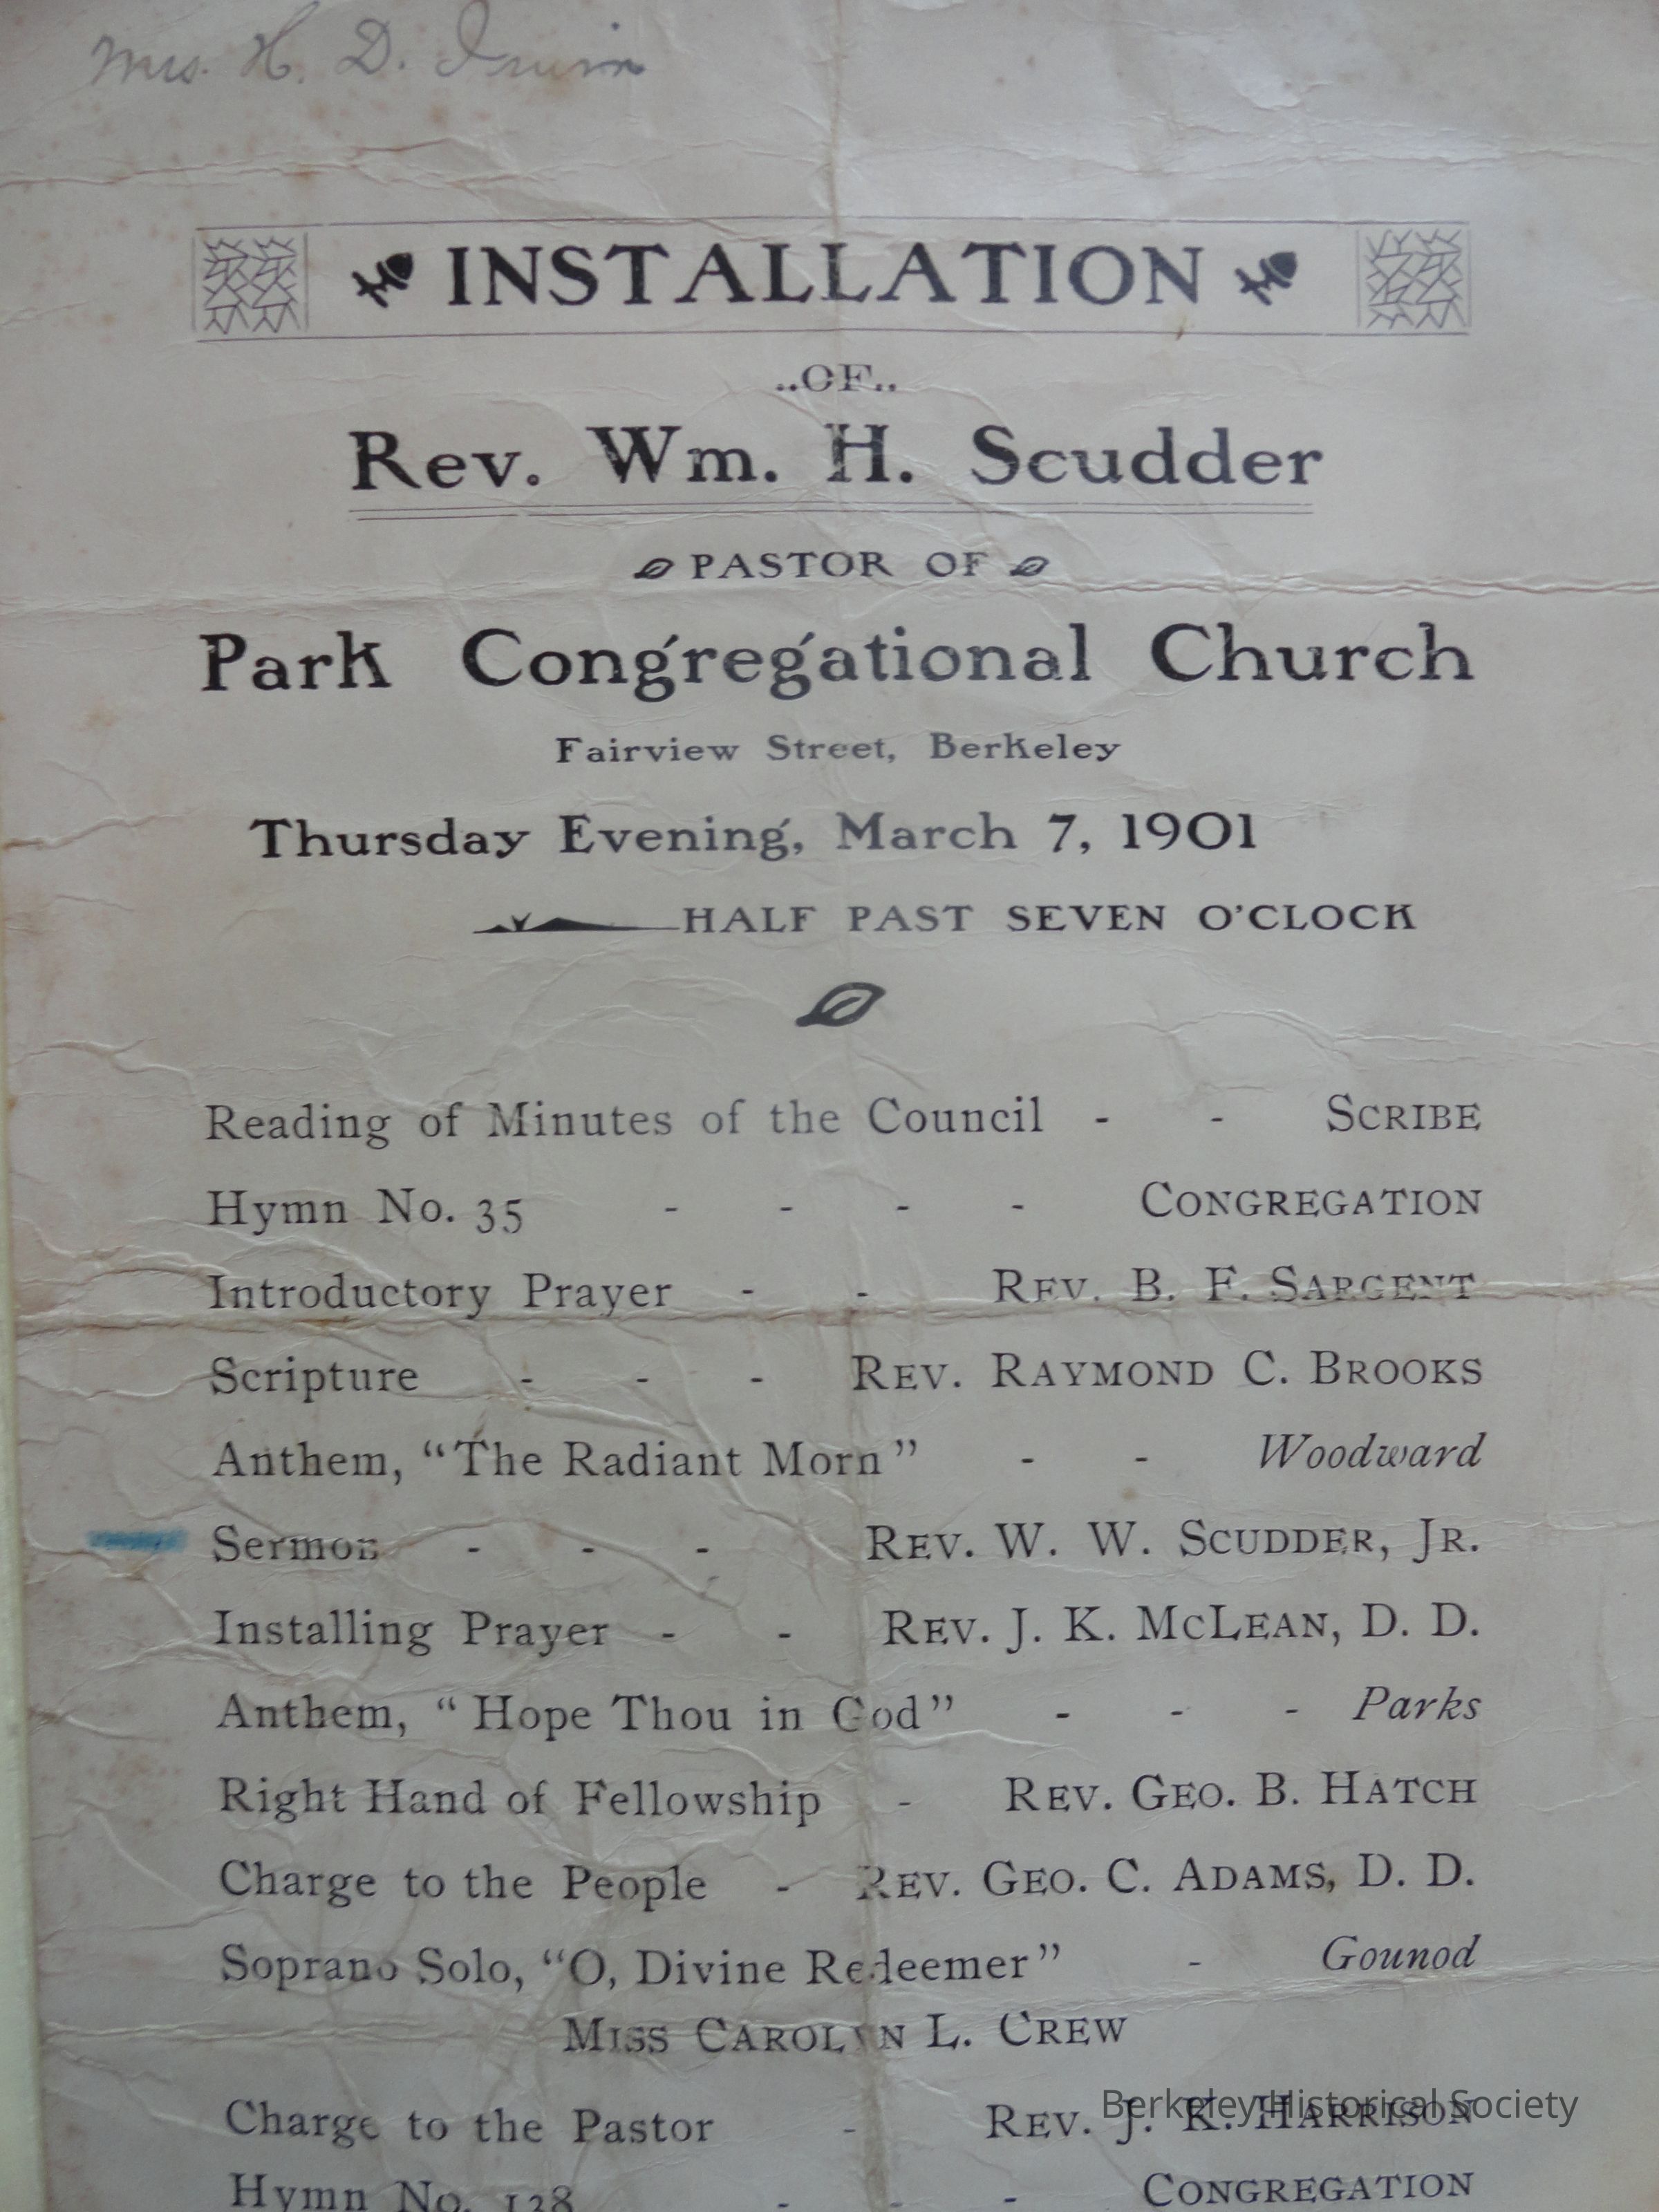 Mrs. H. D. Irwin
INSTALLATION
..OF..
Rev. Wm. H. Scudder
PASTOR OF
Park Congregational Church
Fairview Street, Berkeley
Thursday Evening, March 7, 1901
HALF PAST SEVEN O'CLOCK
Reading of Minutes of the Council - - SCRIBE
Hymn No. 35 - - - - CONGREGATION
Introductory Prayer - - REV. B. F. SARGENT
Scripture - - - REV. RAYMOND C. BROOKS
Anthem, "The Radiant Morn" - - Woodward
Sermon - - - REV. W. W. SCUDDER, JR.
Installing Prayer - - REV. J. K. MCLEAN, D. D.
Anthem, "Hope Thou in God" - - - Parks
Right Hand of Fellowship - REV. GEO. B. HATCH
Charge to the People - REV. GEO. C. ADAMS, D. D.
Soprano Solo, "O, Divine Redeemer" - Gounod
MISS CAROLYN L. CREW
Charge to the Pastor - REV. J. K. HARRISON
Berkeley Historical Society
Hymn No. 138 - - - CONGREGATION